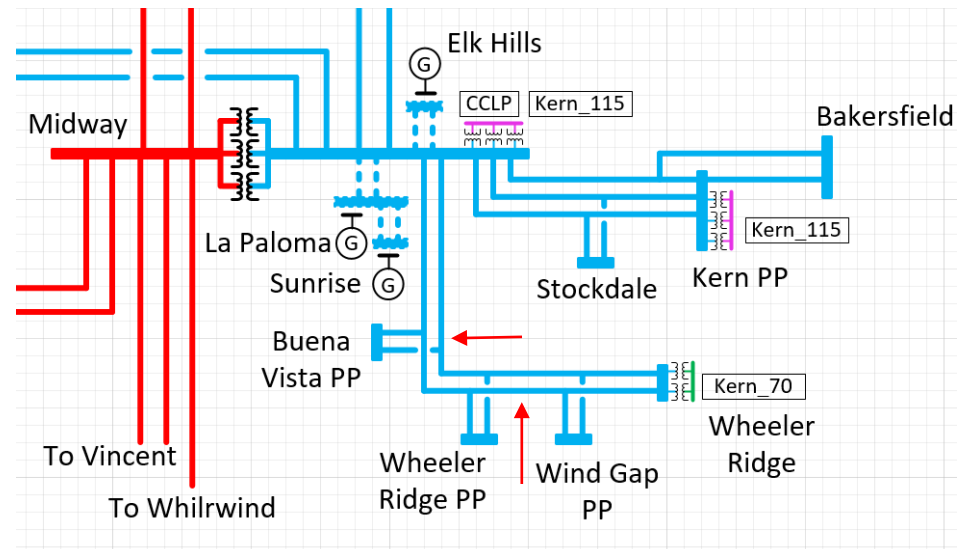 Elk Hills
G
CCLP
Kern_115
Midway
Bakersfield
La Paloma
G
Kern_115
Sunrise
G
Stockdale
Kern PP
Buena
Vista PP
Kern_70
Wheeler
Ridge
To Vincent
Wheeler
Ridge PP
Wind Gap
PP
To Whilrwind